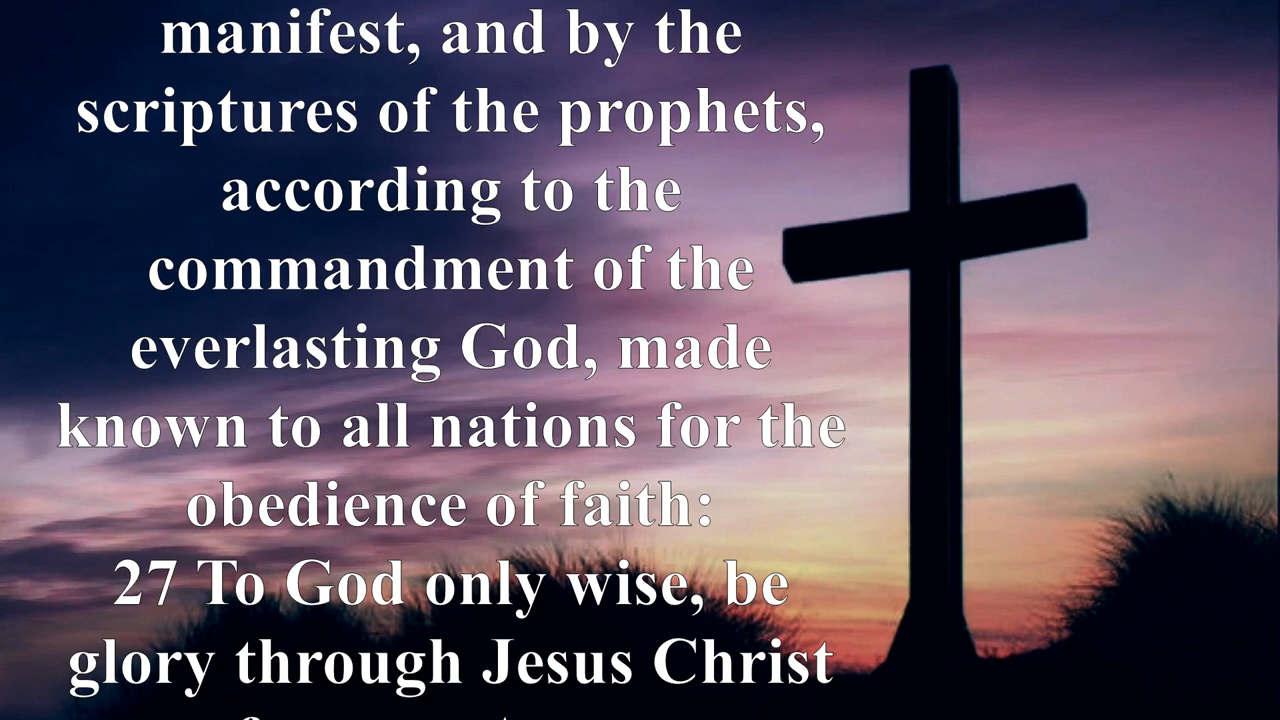 manifest, and by the
scriptures of the prophets,
according to the
commandment of the
everlasting God, made
known to all nations for the
obedience of faith:
27 To God only wise, be
glory through Jesus Christ